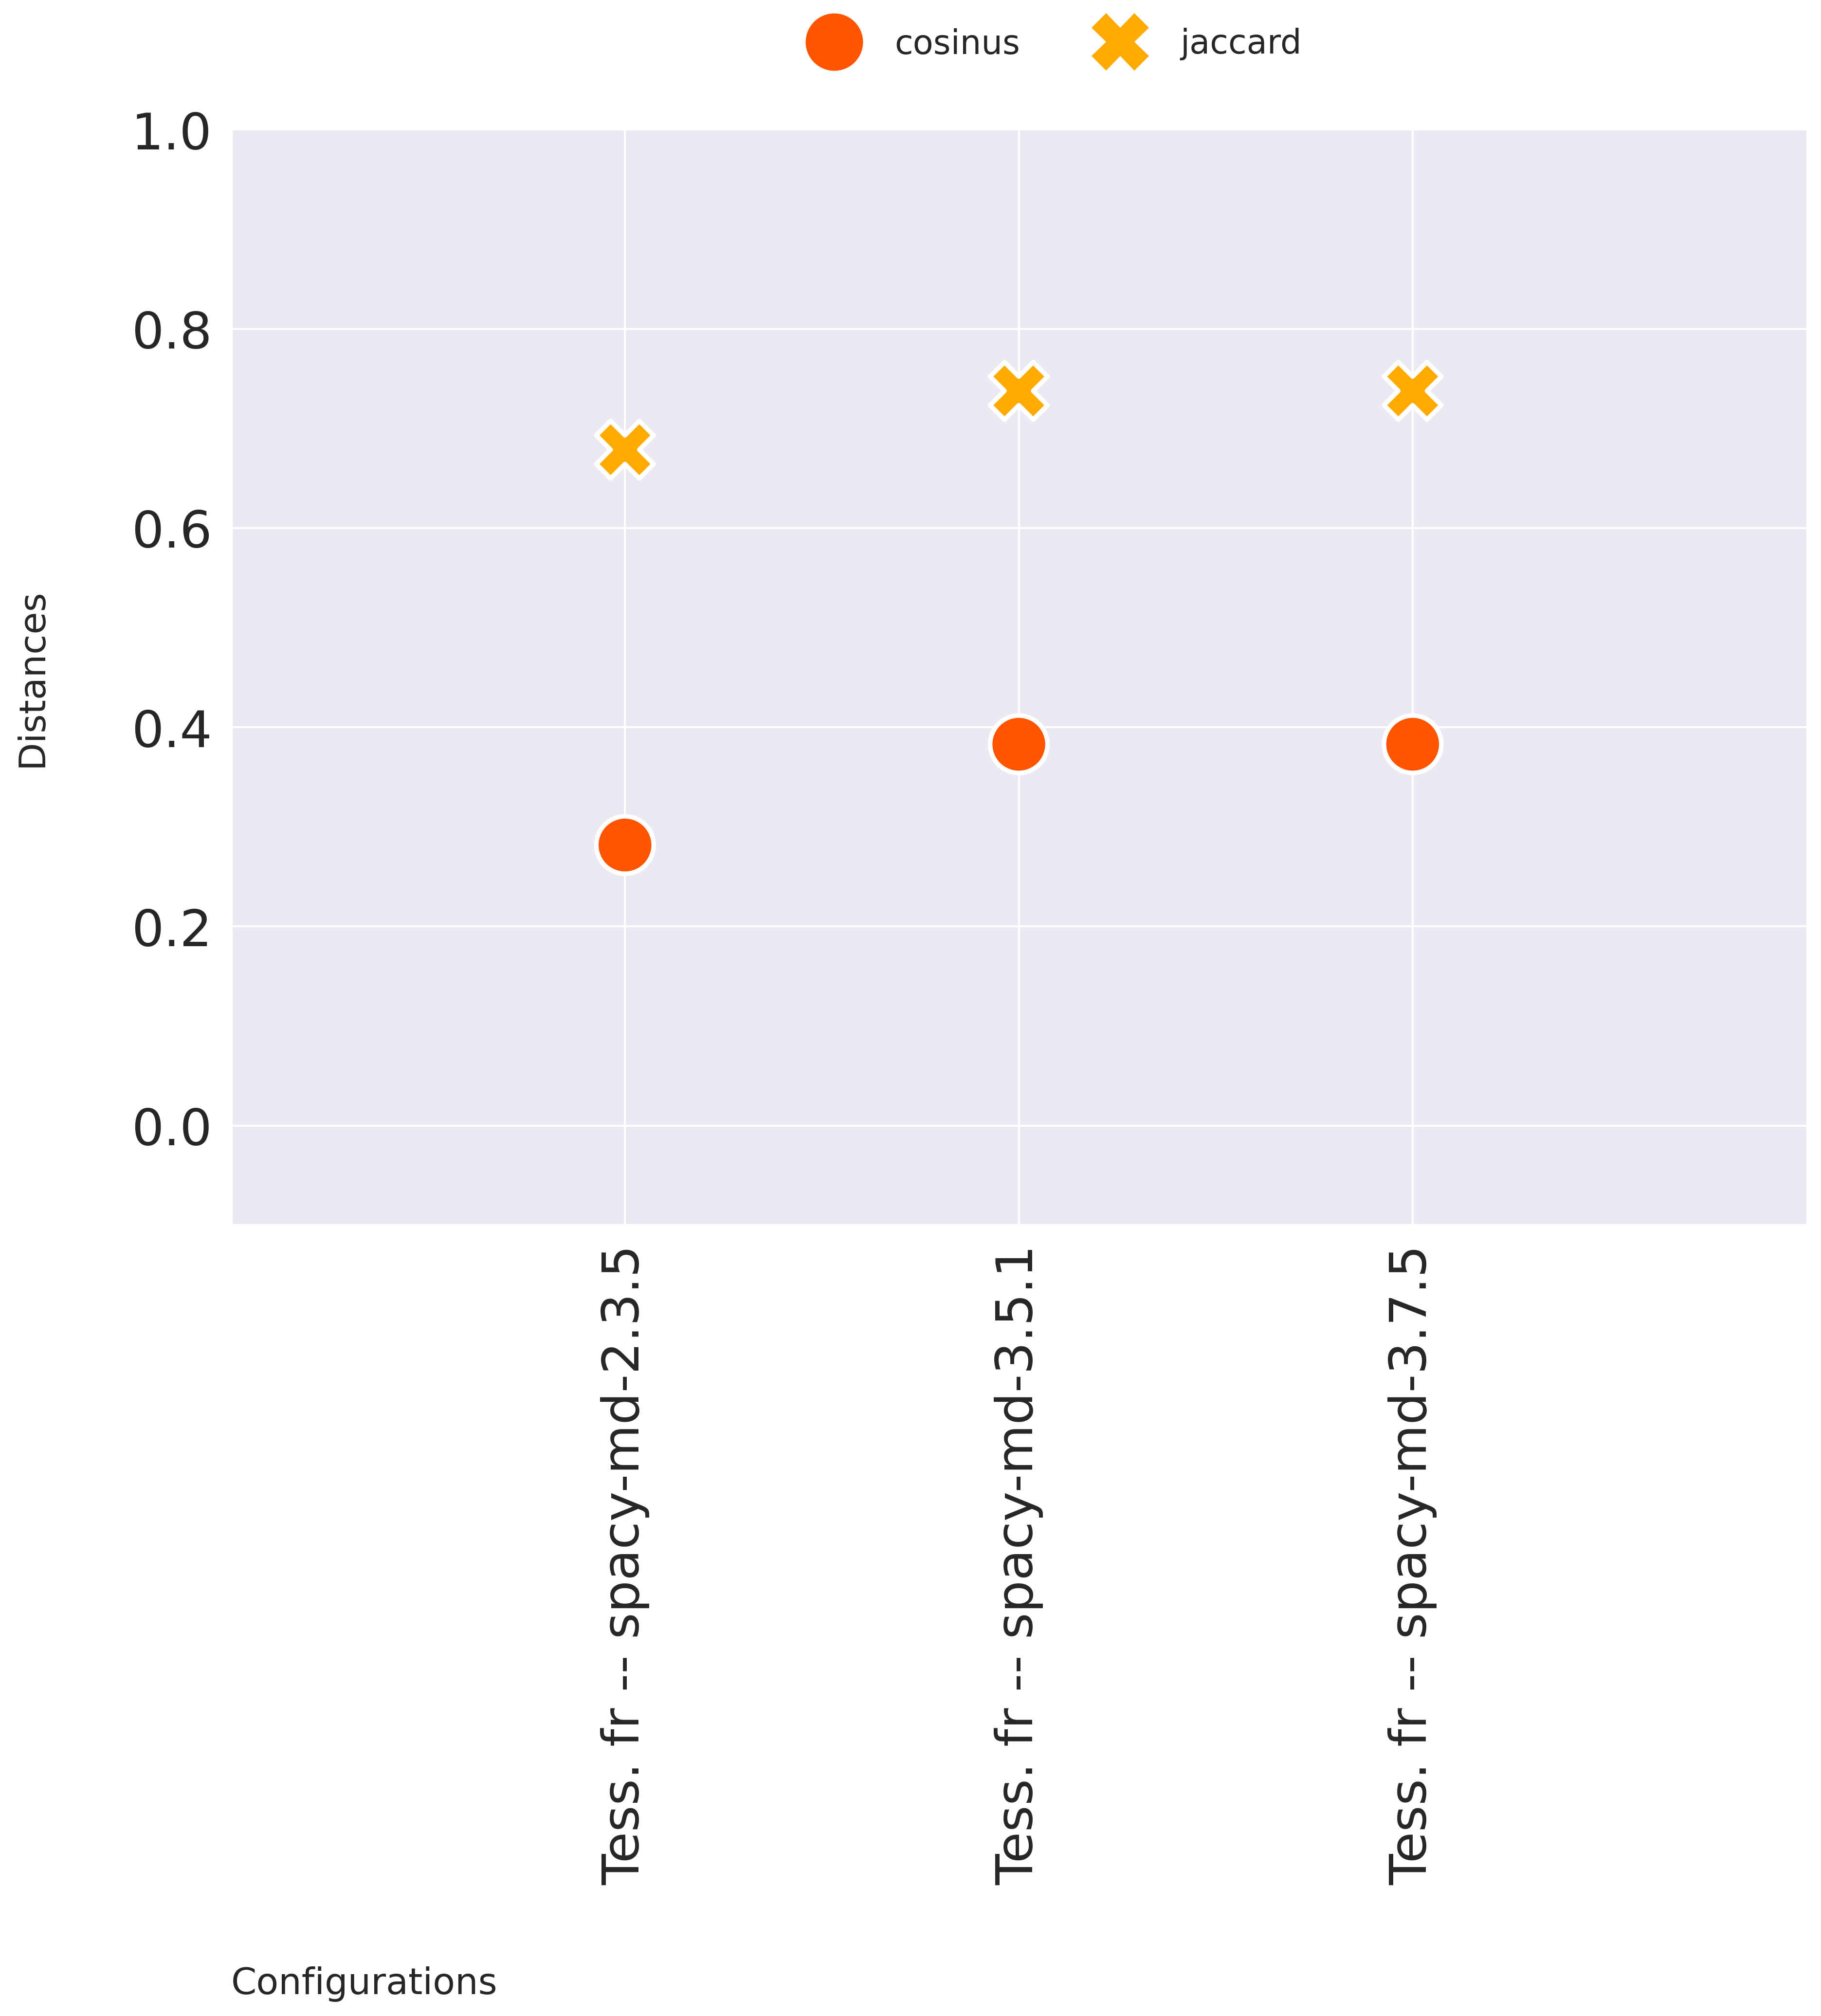 cosinus jaccard
1.0
0.8
0.6
0.4
0.2
0.0
Distances
Tess. fr -- spacy-md-2.3.5
Tess. fr -- spacy-md-3.5.1
Tess. fr -- spacy-md-3.7.5
Configurations